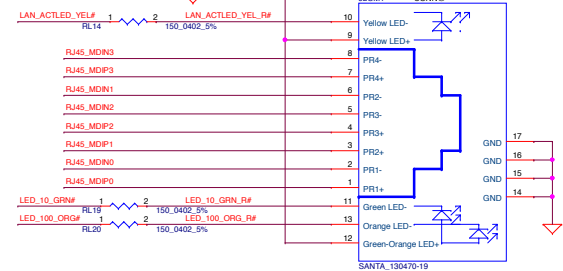 LAN_ACTLED_YEL# 1 2 LAN_ACTLED_YEL_R# 10 Yellow LED-
RL14 150_0402_5%
9 Yellow LED+
RJ45_MDIN3 8 PR4-
RJ45_MDIP3 7 PR4+
RJ45_MDIN1 6 PR2-
RJ45_MDIN2 5 PR3-
RJ45_MDIP2 4 PR3+
RJ45_MDIP1 3 PR2+
RJ45_MDIN0 2 PR1-
RJ45_MDIP0 1 PR1+
GND 17
GND 16
GND 15
GND 14
LED_10_GRN# 1 2 LED_10_GRN_R# 11 Green LED-
RL19 150_0402_5%
LED_100_ORG# 1 2 LED_100_ORG_R# 13 Orange LED-
RL20 150_0402_5%
12 Green-Orange LED+
SANTA_130470-19